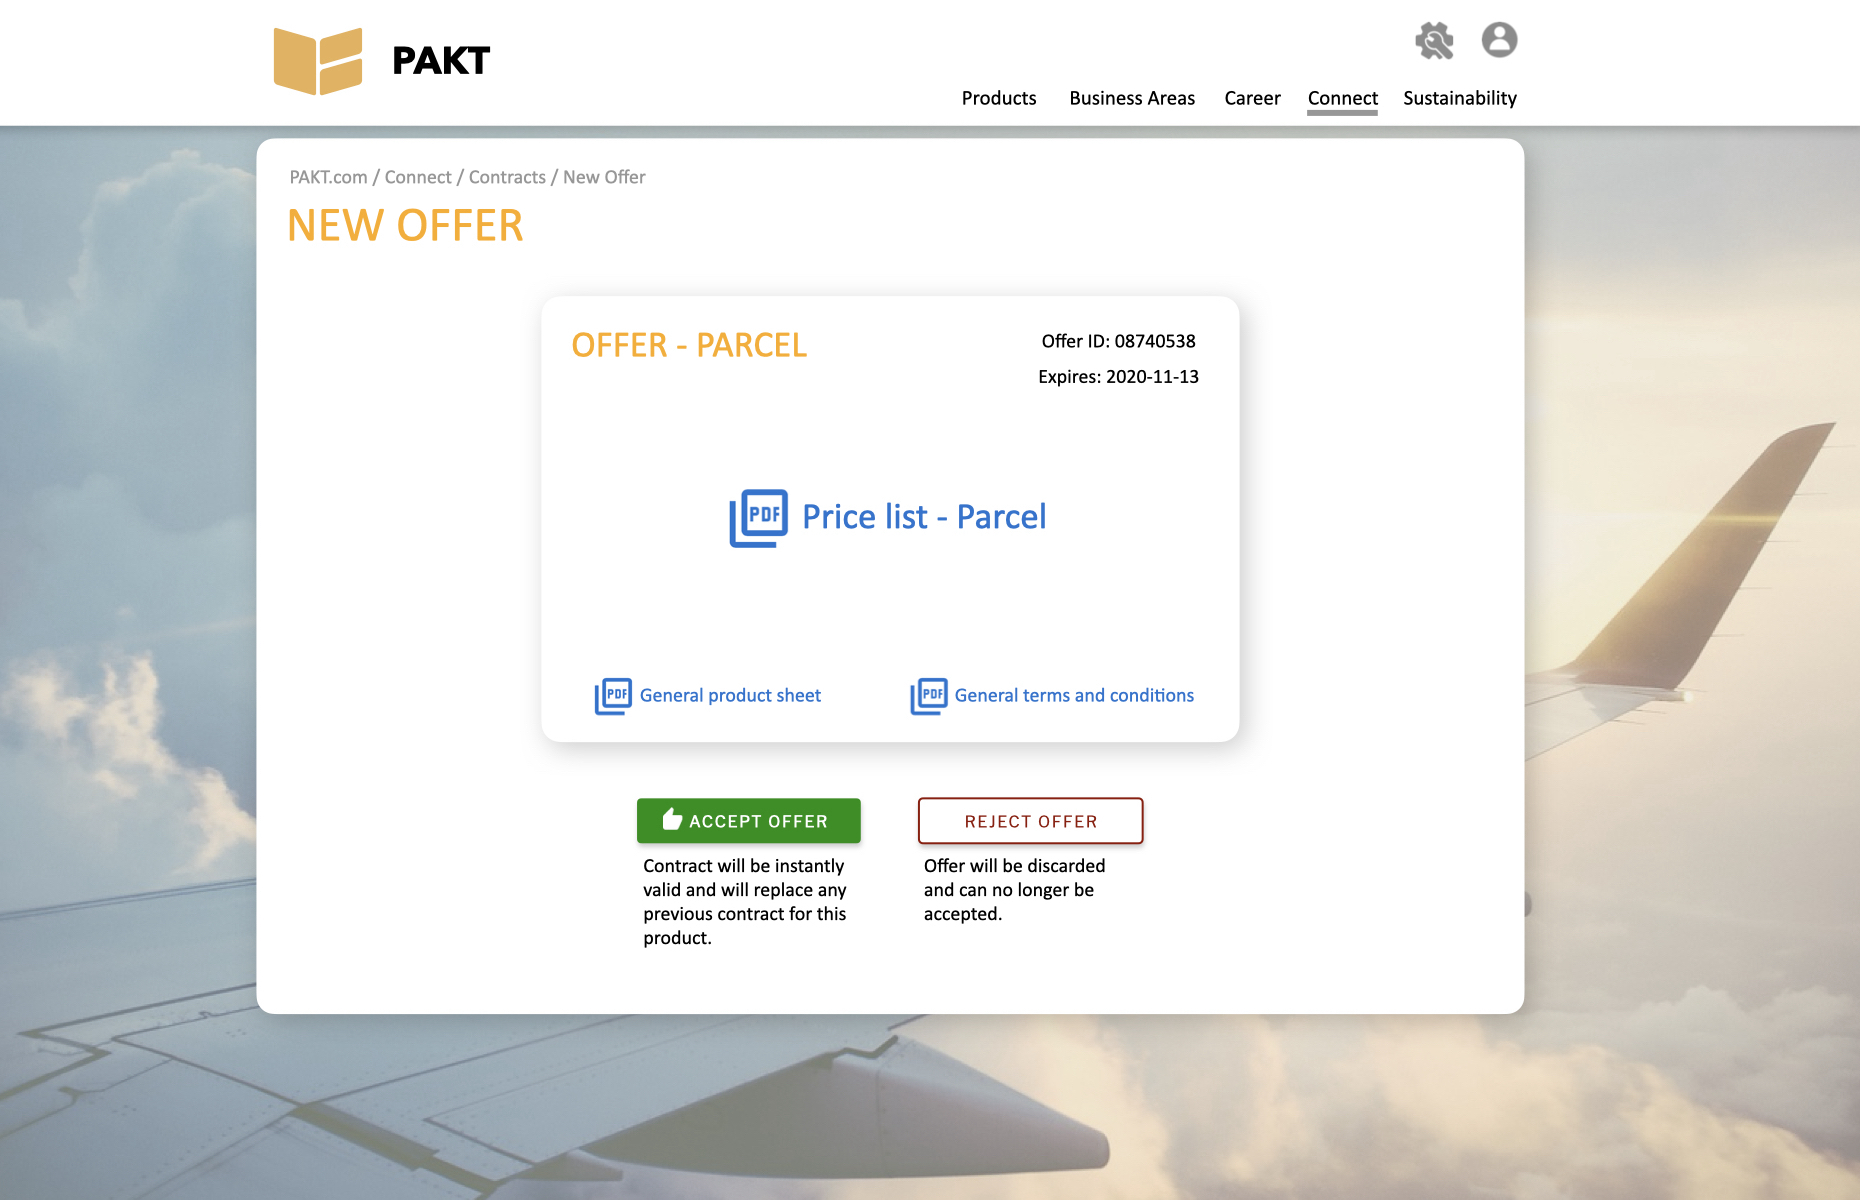 PAKT
Products Business Areas Career Connect Sustainability
PAKT.com / Connect / Contracts / New Offer
NEW OFFER
OFFER - PARCEL
Offer ID: 08740538
Expires: 2020-11-13
PDF Price list - Parcel
PDF General product sheet
PDF General terms and conditions
ACCEPT OFFER
Contract will be instantly
valid and will replace any
previous contract for this
product.
REJECT OFFER
Offer will be discarded
and can no longer be
accepted.